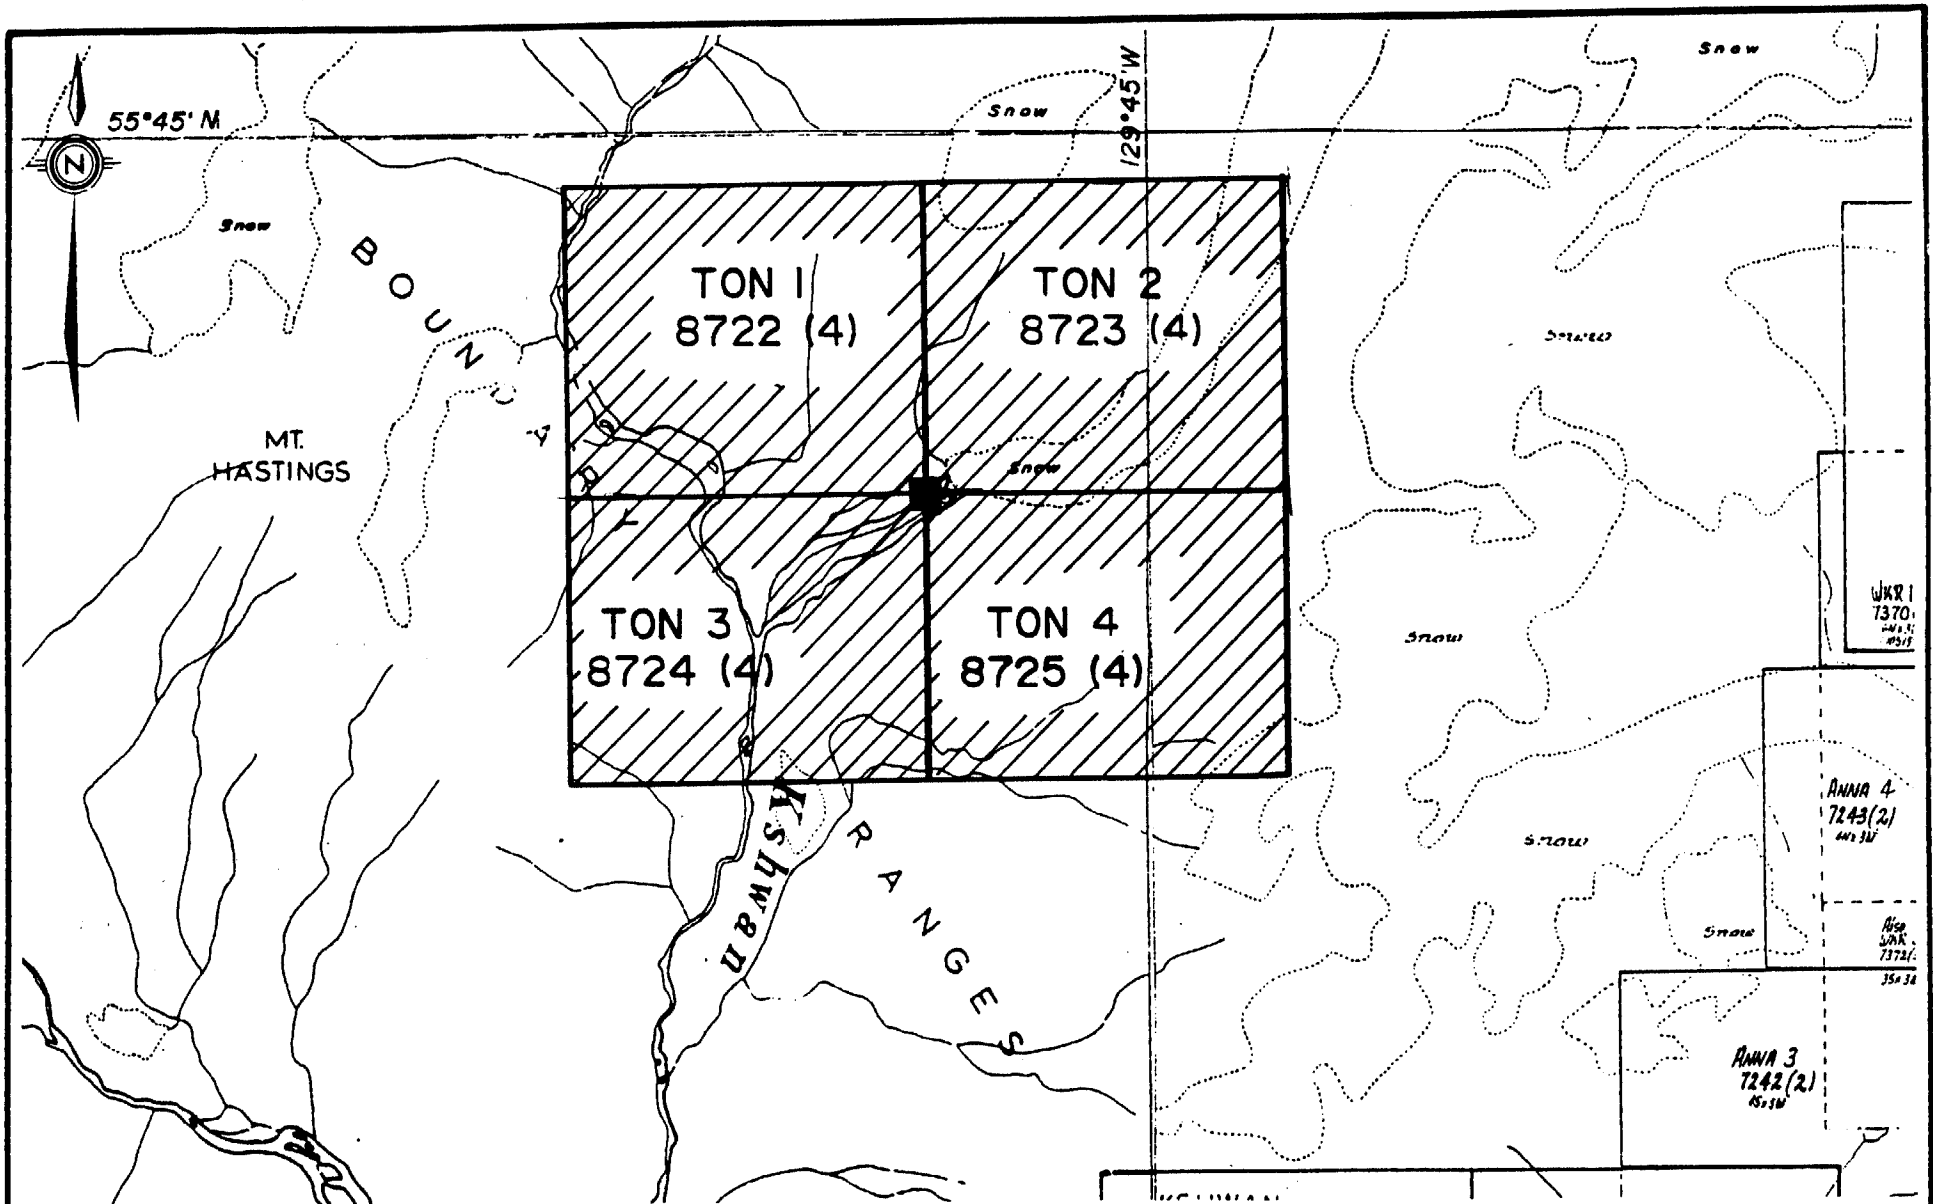 Snow
Snow
129°45'W
55°45' M
N
Snow
BOUNDARY
TON 1
8722 (4)
TON 2
8723 (4)
Snow
MT.
HASTINGS
Snow
WKR 1
7370
TON 3
8724 (4)
TON 4
8725 (4)
Snow
Kshwan
RANGES
ANNA 4
7243(2)
Snow
Snow
7372(
ANNA 3
7242(2)